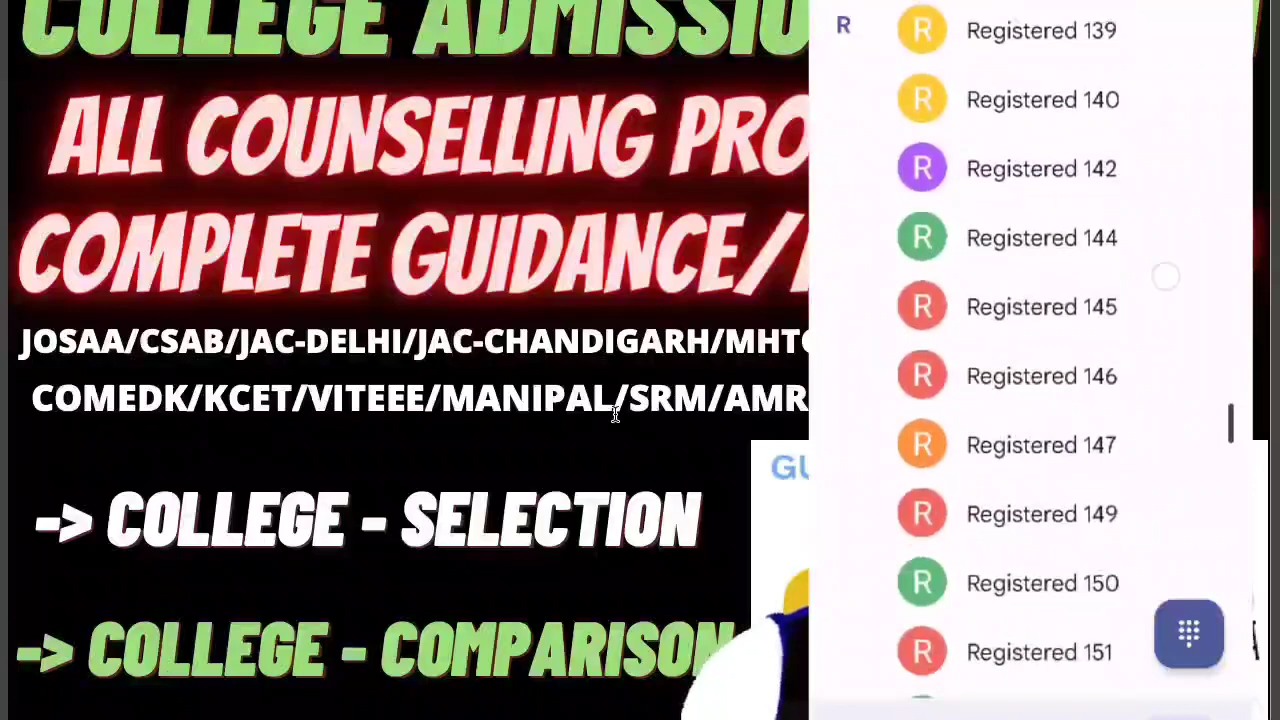 COLLEGE ADMISSIO
ALL COUNSELLING PRO
COMPLETE GUIDANCE/
JOSAA/CSAB/JAC-DELHI/JAC-CHANDIGARH/MHTC
COMEDK/KCET/VITEEE/MANIPAL/SRM/AMR
-> COLLEGE - SELECTION
-> COLLEGE - COMPARISON
GU
R
R Registered 139
R Registered 140
R Registered 142
R Registered 144
R Registered 145
R Registered 146
R Registered 147
R Registered 149
R Registered 150
R Registered 151